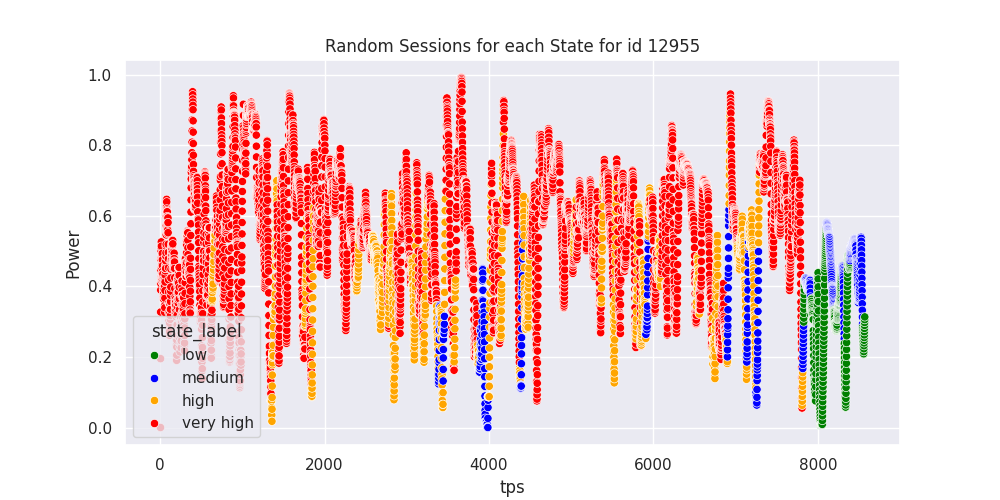 Random Sessions for each State for id 12955
Power
1.0
0.8
0.6
0.4
0.2
0.0
state_label
low
medium
high
very high
0
2000
4000
6000
8000
tps